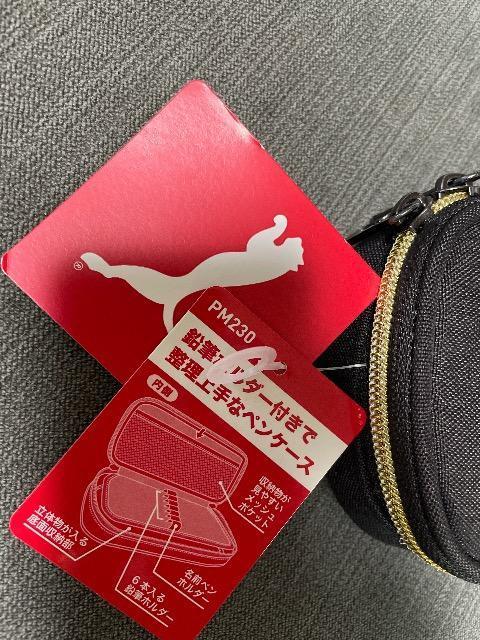 ®
PM230
鉛筆ホルダー付きで
整理上手なペンケース
内側
収納物が
見やすい
メッシュ
ポケット
立体物が入る
底面収納部
6本入る
鉛筆ホルダー
名前ペン
ホルダー